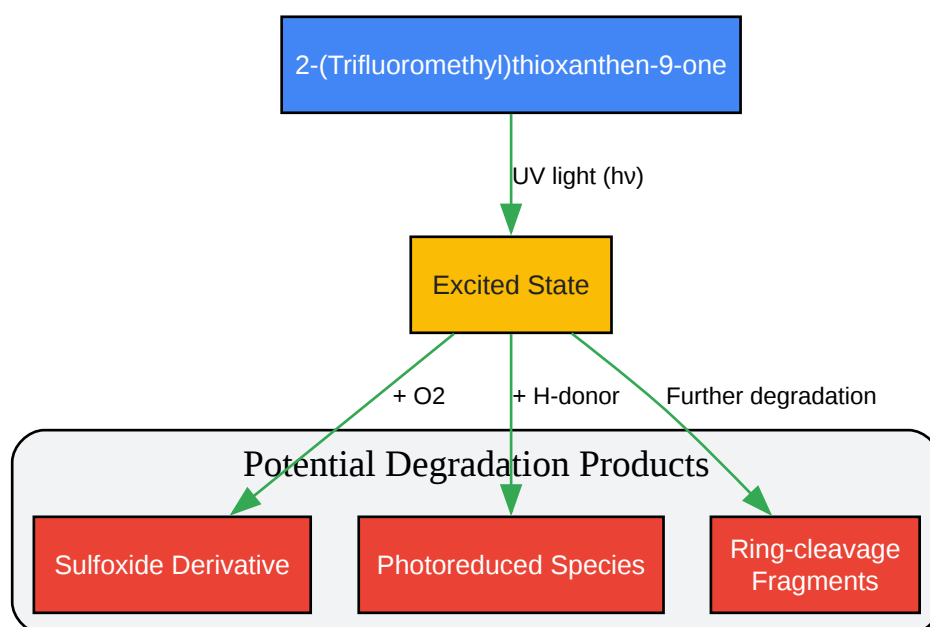 2-(Trifluoromethyl)thioxanthen-9-one
UV light (hν)
Excited State
+ O2
+ H-donor
Further degradation
Potential Degradation Products
Sulfoxide Derivative
Photoreduced Species
Ring-cleavage
Fragments